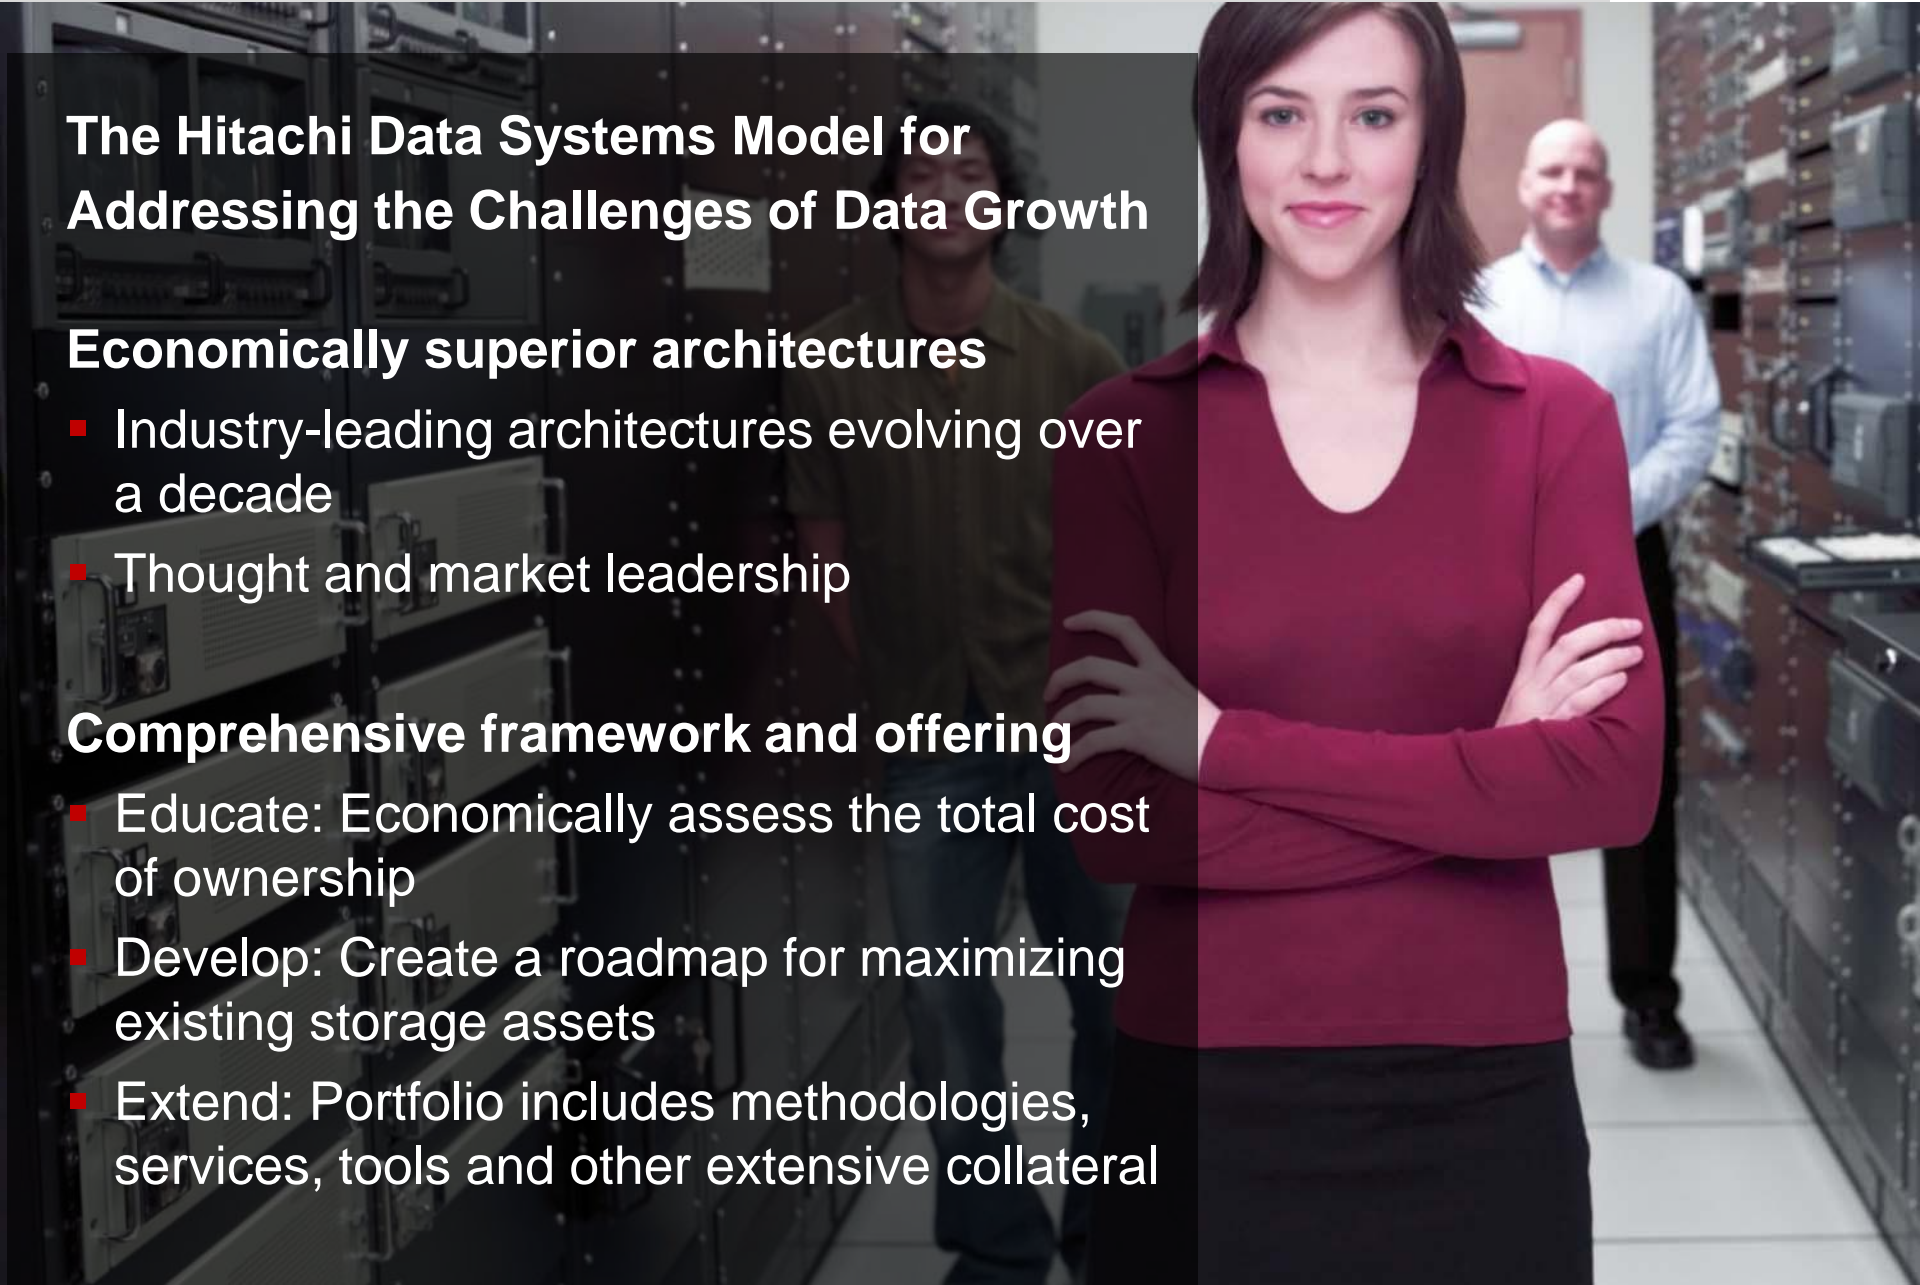 The Hitachi Data Systems Model for
Addressing the Challenges of Data Growth
Economically superior architectures
▪ Industry-leading architectures evolving over
a decade
▪ Thought and market leadership
Comprehensive framework and offering
▪ Educate: Economically assess the total cost
of ownership
▪ Develop: Create a roadmap for maximizing
existing storage assets
▪ Extend: Portfolio includes methodologies,
services, tools and other extensive collateral